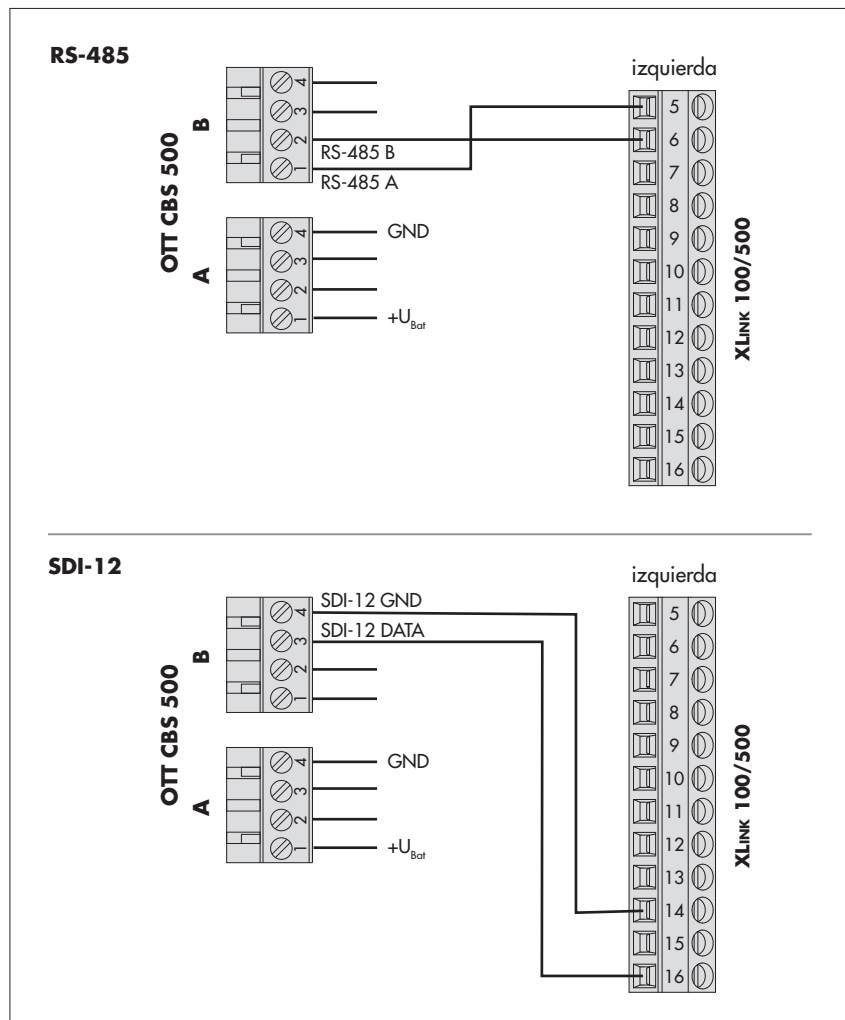 RS-485
izquierda
OTT CBS 500
B
4
3
2
1
RS-485 B
RS-485 A
A
4
3
2
1
GND
+UBat
5
6
7
8
9
10
11
12
13
14
15
16
XLINK 100/500
SDI-12
izquierda
OTT CBS 500
B
4
3
2
1
SDI-12 GND
SDI-12 DATA
A
4
3
2
1
GND
+UBat
5
6
7
8
9
10
11
12
13
14
15
16
XLINK 100/500